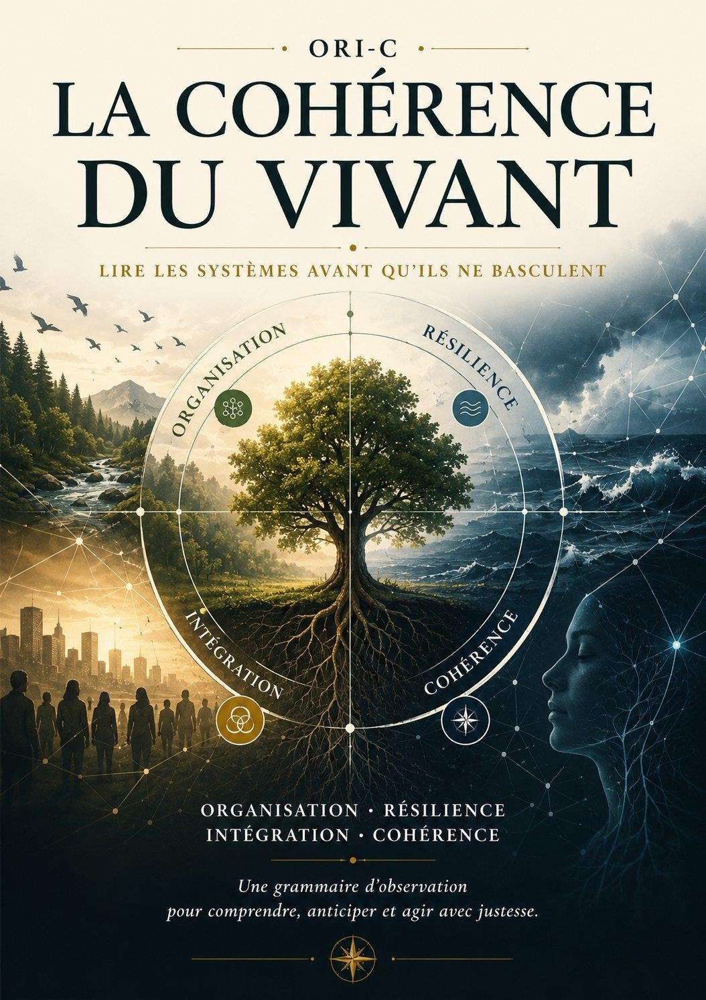 ORI-C
LA COHÉRENCE
DU VIVANT
LIRE LES SYSTÈMES AVANT QU'ILS NE BASCULENT
ORGANISATION
RÉSILIENCE
INTÉGRATION
COHÉRENCE
ORGANISATION • RÉSILIENCE
INTÉGRATION • COHÉRENCE
Une grammaire d'observation
pour comprendre, anticiper et agir avec justesse.